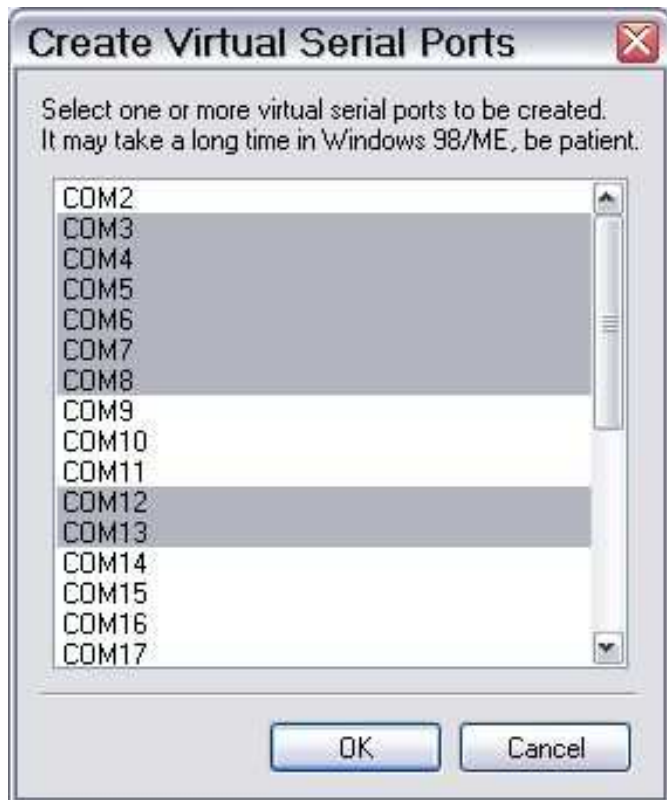 Create Virtual Serial Ports
Select one or more virtual serial ports to be created.
It may take a long time in Windows 98/ME, be patient.
COM2
COM3
COM4
COM5
COM6
COM7
COM8
COM9
COM10
COM11
COM12
COM13
COM14
COM15
COM16
COM17
OK
Cancel